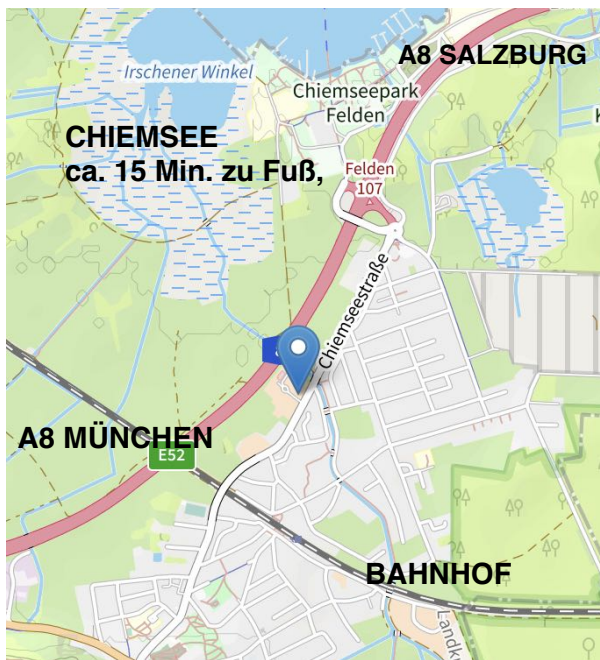 A8 SALZBURG
Irschener Winkel
Chiemseepark
Felden
CHIEMSEE
ca. 15 Min. zu Fuß,
Felden
107
Chiemseestraße
A8 MÜNCHEN
E52
BAHNHOF